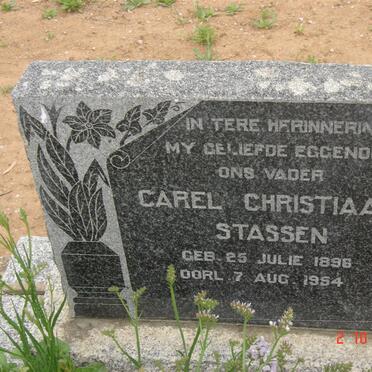 IN TERE HERINNERIN
MY GELIEFDE EGGENO
ONS VADER
CAREL CHRISTIAA
STASSEN
GEB. 25 JULIE 1898
OORL. 7 AUG. 1954
2 10